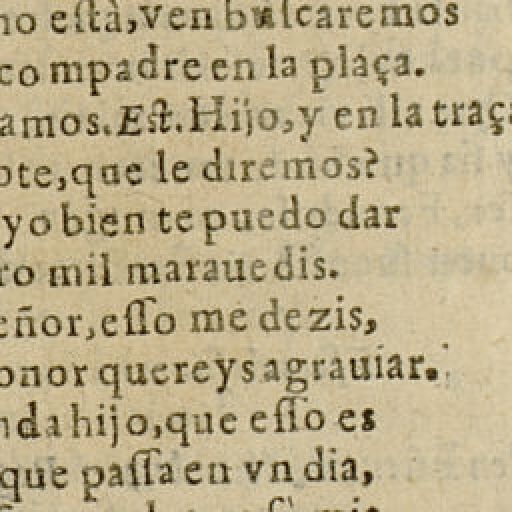 no està, ven buſcaremos
compadre en la plaça.
amos. Eſt. Hijo, y en la traça
ote, que le diremos?
yo bien te puedo dar
ro mil marauedis.
eñor, eſſo me dezis,
onor quereys agrauiar.
nda hijo, que eſſo es
que paſſa en vn dia,